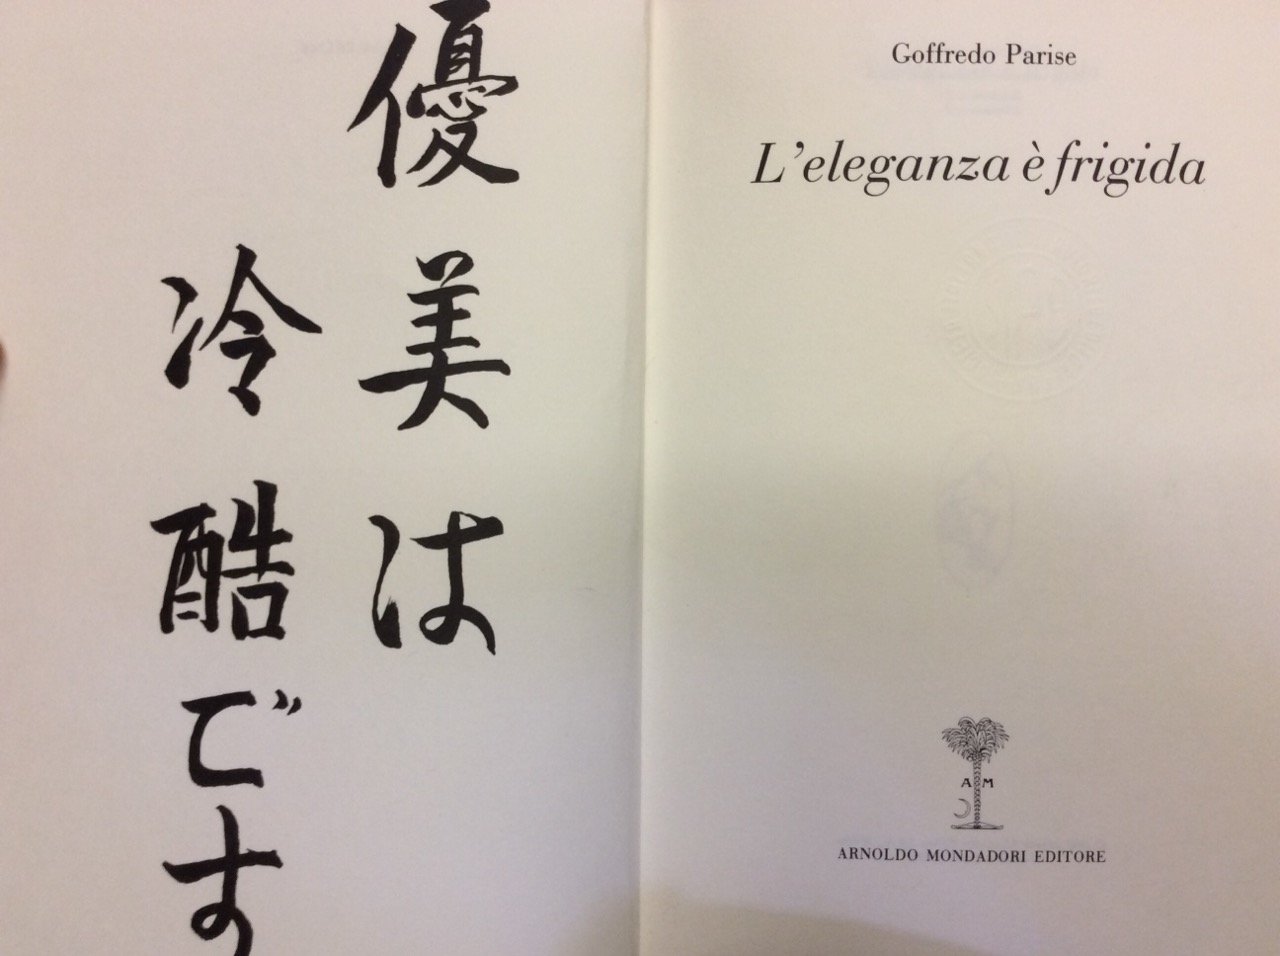 優美は
冷酷です
Goffredo Parise
L'eleganza è frigida
A M
ARNOLDO MONDADORI EDITORE